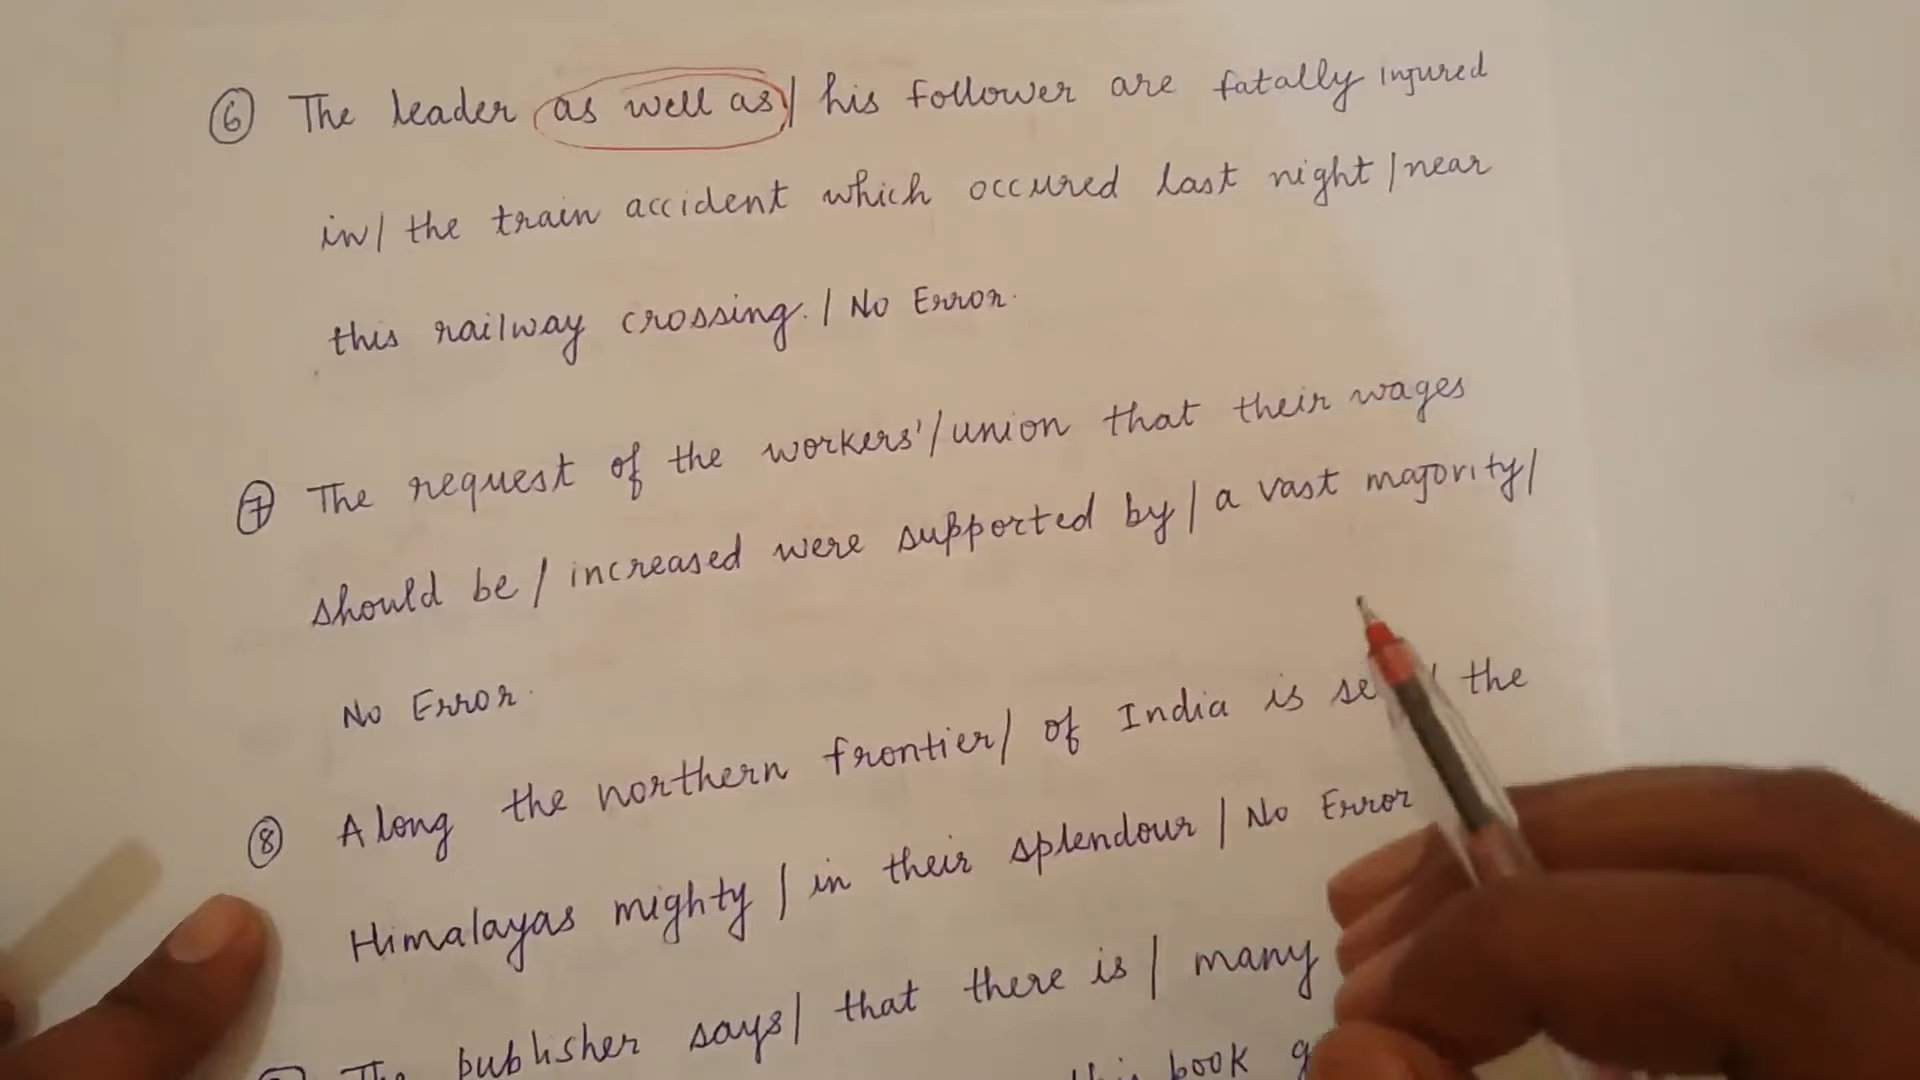 6 The leader as well as/ his follower are fatally injured
in/ the train accident which occured last night/near
this railway crossing./ No Error.
7 The request of the workers'/union that their wages
should be/ increased were supported by/ a vast majority/
No Error.
8 Along the northern frontier/ of India is the
Himalayas mighty / in their splendour / No Error
publisher says/ that there is/ many
book